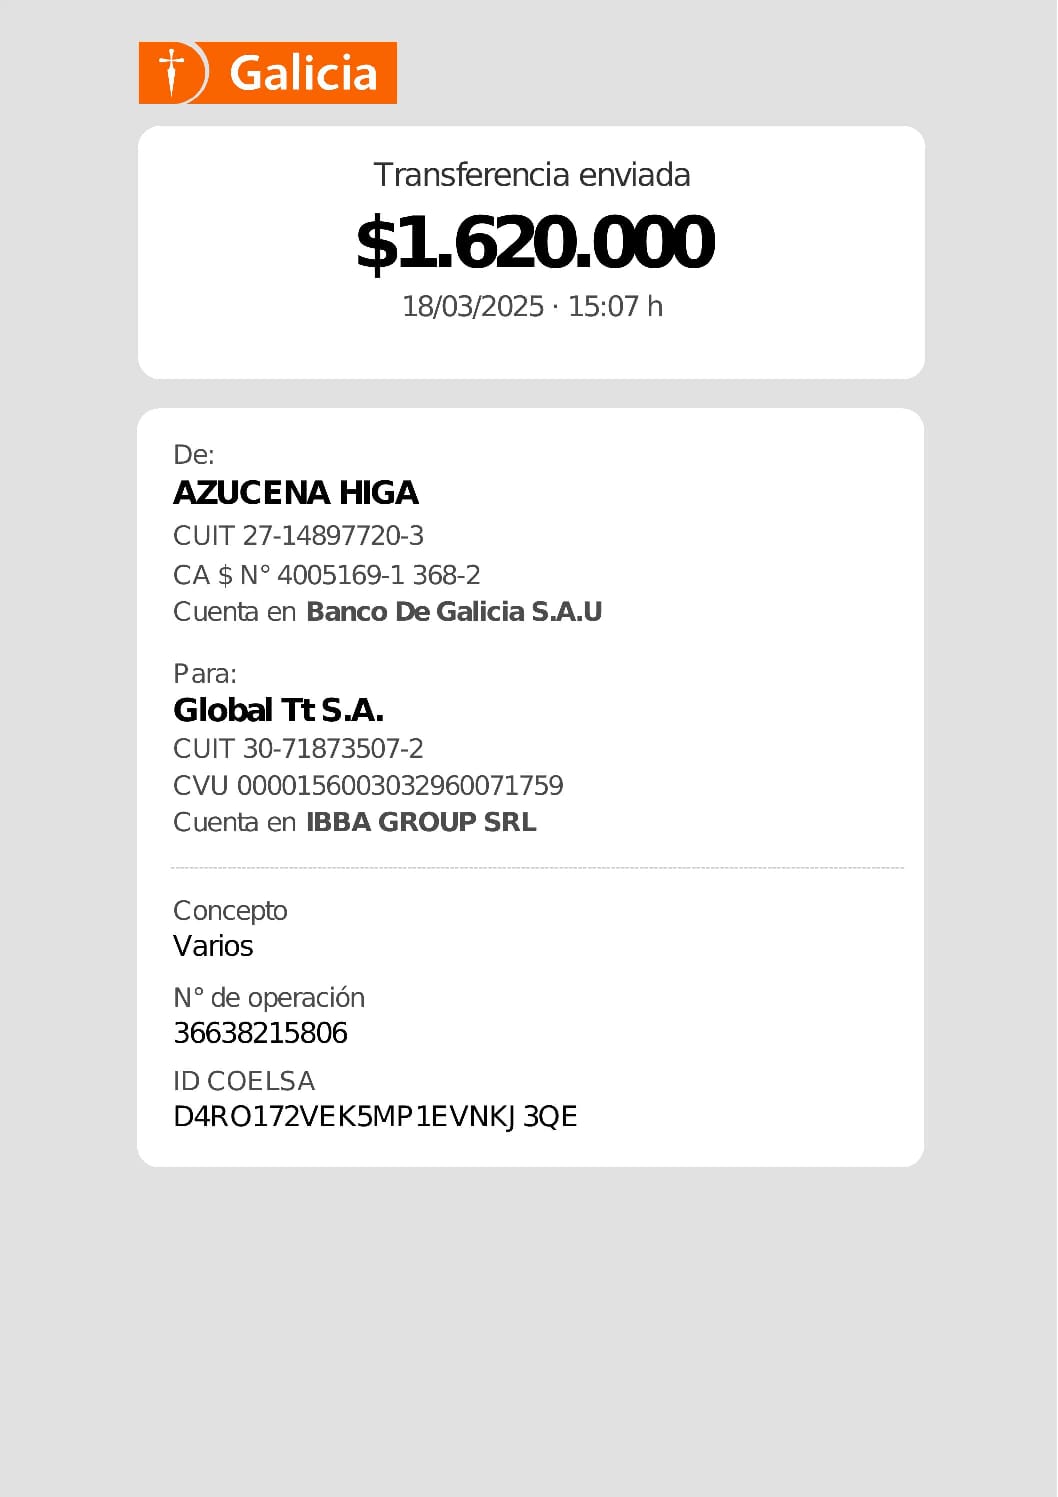 Galicia
Transferencia enviada
$1.620.000
18/03/2025 · 15:07 h
De:
AZUCENA HIGA
CUIT 27-14897720-3
CA $ N° 4005169-1 368-2
Cuenta en Banco De Galicia S.A.U
Para:
Global Tt S.A.
CUIT 30-71873507-2
CVU 0000156003032960071759
Cuenta en IBBA GROUP SRL
Concepto
Varios
N° de operación
36638215806
ID COELSA
D4RO172VEK5MP1EVNKJ3QE